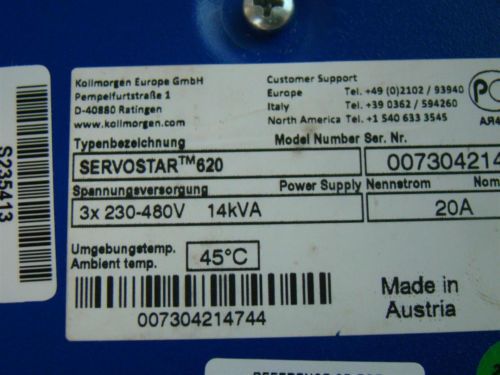 Kollmorgen Europe GmbH
Pempelfurtstraße 1
D-40880 Ratingen
www.kollmorgen.com
Customer Support
Europe Tel. +49 (0)2102 / 93940
Italy Tel. +39 0362 / 594260
North America Tel. +1 540 633 3545
Typenbezeichnung Model Number Ser. Nr.
SERVOSTAR™620 007304214
Spannungsversorgung Power Supply Nennstrom Nom
3x 230-480V 14kVA 20A
Umgebungstemp.
Ambient temp. 45°C
007304214744
Made in
Austria
S235413